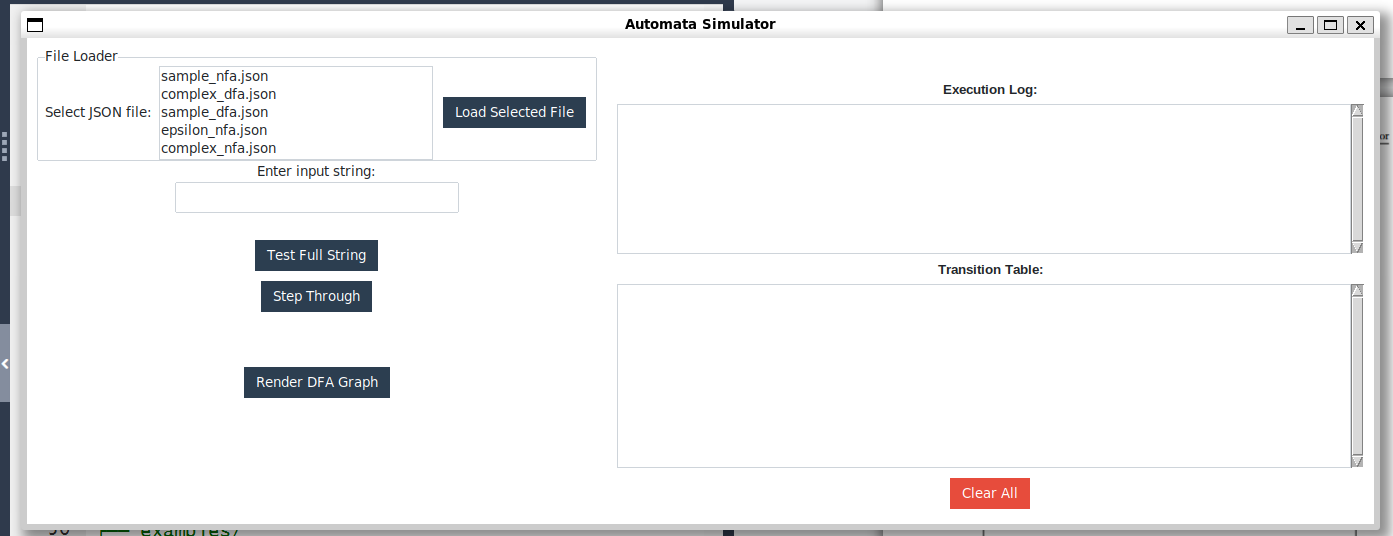 Automata Simulator
File Loader
Select JSON file:
sample_nfa.json
complex_dfa.json
sample_dfa.json
epsilon_nfa.json
complex_nfa.json
Load Selected File
Enter input string:
Test Full String
Step Through
Render DFA Graph
Execution Log:
Transition Table:
Clear All
or
examples/